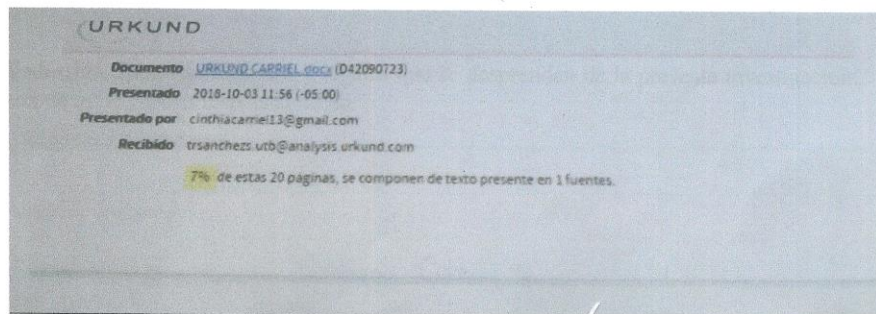 URKUND
Documento URKUND CARRIEL.docx (D42090723)
Presentado 2018-10-03 11:56 (-05:00)
Presentado por cinthiacarriel13@gmail.com
Recibido trsanchezs.utb@analysis.urkund.com
7% de estas 20 páginas, se componen de texto presente en 1 fuentes.